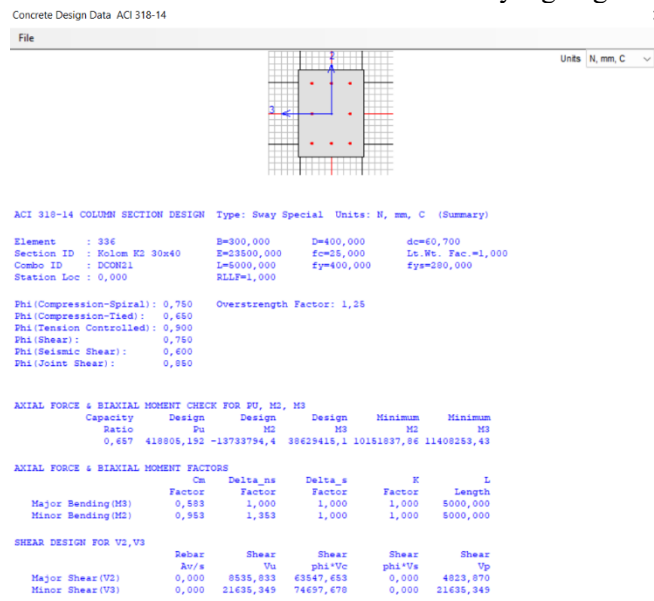 Concrete Design Data ACI 318-14
File
Units N, mm, C
2
3
ACI 318-14 COLUMN SECTION DESIGN Type: Sway Special Units: N, mm, C (Summary)
Element : 336 B=300,000 D=400,000 dc=60,700
Section ID : Kolom K2 30x40 E=23500,000 fc=25,000 Lt.Wt. Fac.=1,000
Combo ID : DCON21 L=5000,000 fy=400,000 fys=280,000
Station Loc : 0,000 RLLF=1,000
Phi(Compression-Spiral): 0,750 Overstrength Factor: 1,25
Phi(Compression-Tied): 0,650
Phi(Tension Controlled): 0,900
Phi(Shear): 0,750
Phi(Seismic Shear): 0,600
Phi(Joint Shear): 0,850
AXIAL FORCE & BIAXIAL MOMENT CHECK FOR PU, M2, M3
Capacity Design Design Design Minimum Minimum
Ratio Pu M2 M3 M2 M3
0,657 418805,192 -13733794,4 38629415,1 10151837,86 11408253,43
AXIAL FORCE & BIAXIAL MOMENT FACTORS
Cm Delta_ns Delta_s K L
Factor Factor Factor Factor Length
Major Bending(M3) 0,583 1,000 1,000 1,000 5000,000
Minor Bending(M2) 0,953 1,353 1,000 1,000 5000,000
SHEAR DESIGN FOR V2,V3
Rebar Shear Shear Shear Shear
Av/s Vu phi*Vc phi*Vs Vp
Major Shear(V2) 0,000 8535,833 63547,653 0,000 4823,870
Minor Shear(V3) 0,000 21635,349 74697,678 0,000 21635,349